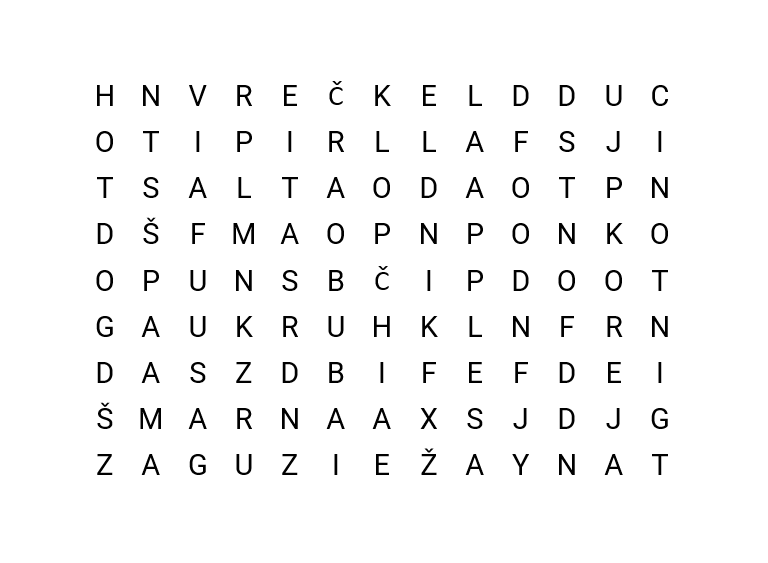 H N V R E Č K E L D D U C
O T I P I R L L A F S J I
T S A L T A O D A O T P N
D Š F M A O P N P O N K O
O P U N S B Č I P D O O T
G A U K R U H K L N F R N
D A S Z D B I F E F D E I
Š M A R N A A X S J D J G
Z A G U Z I E Ž A Y N A T